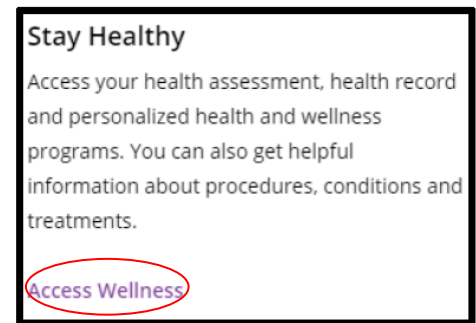 Stay Healthy
Access your health assessment, health record
and personalized health and wellness
programs. You can also get helpful
information about procedures, conditions and
treatments.
Access Wellness